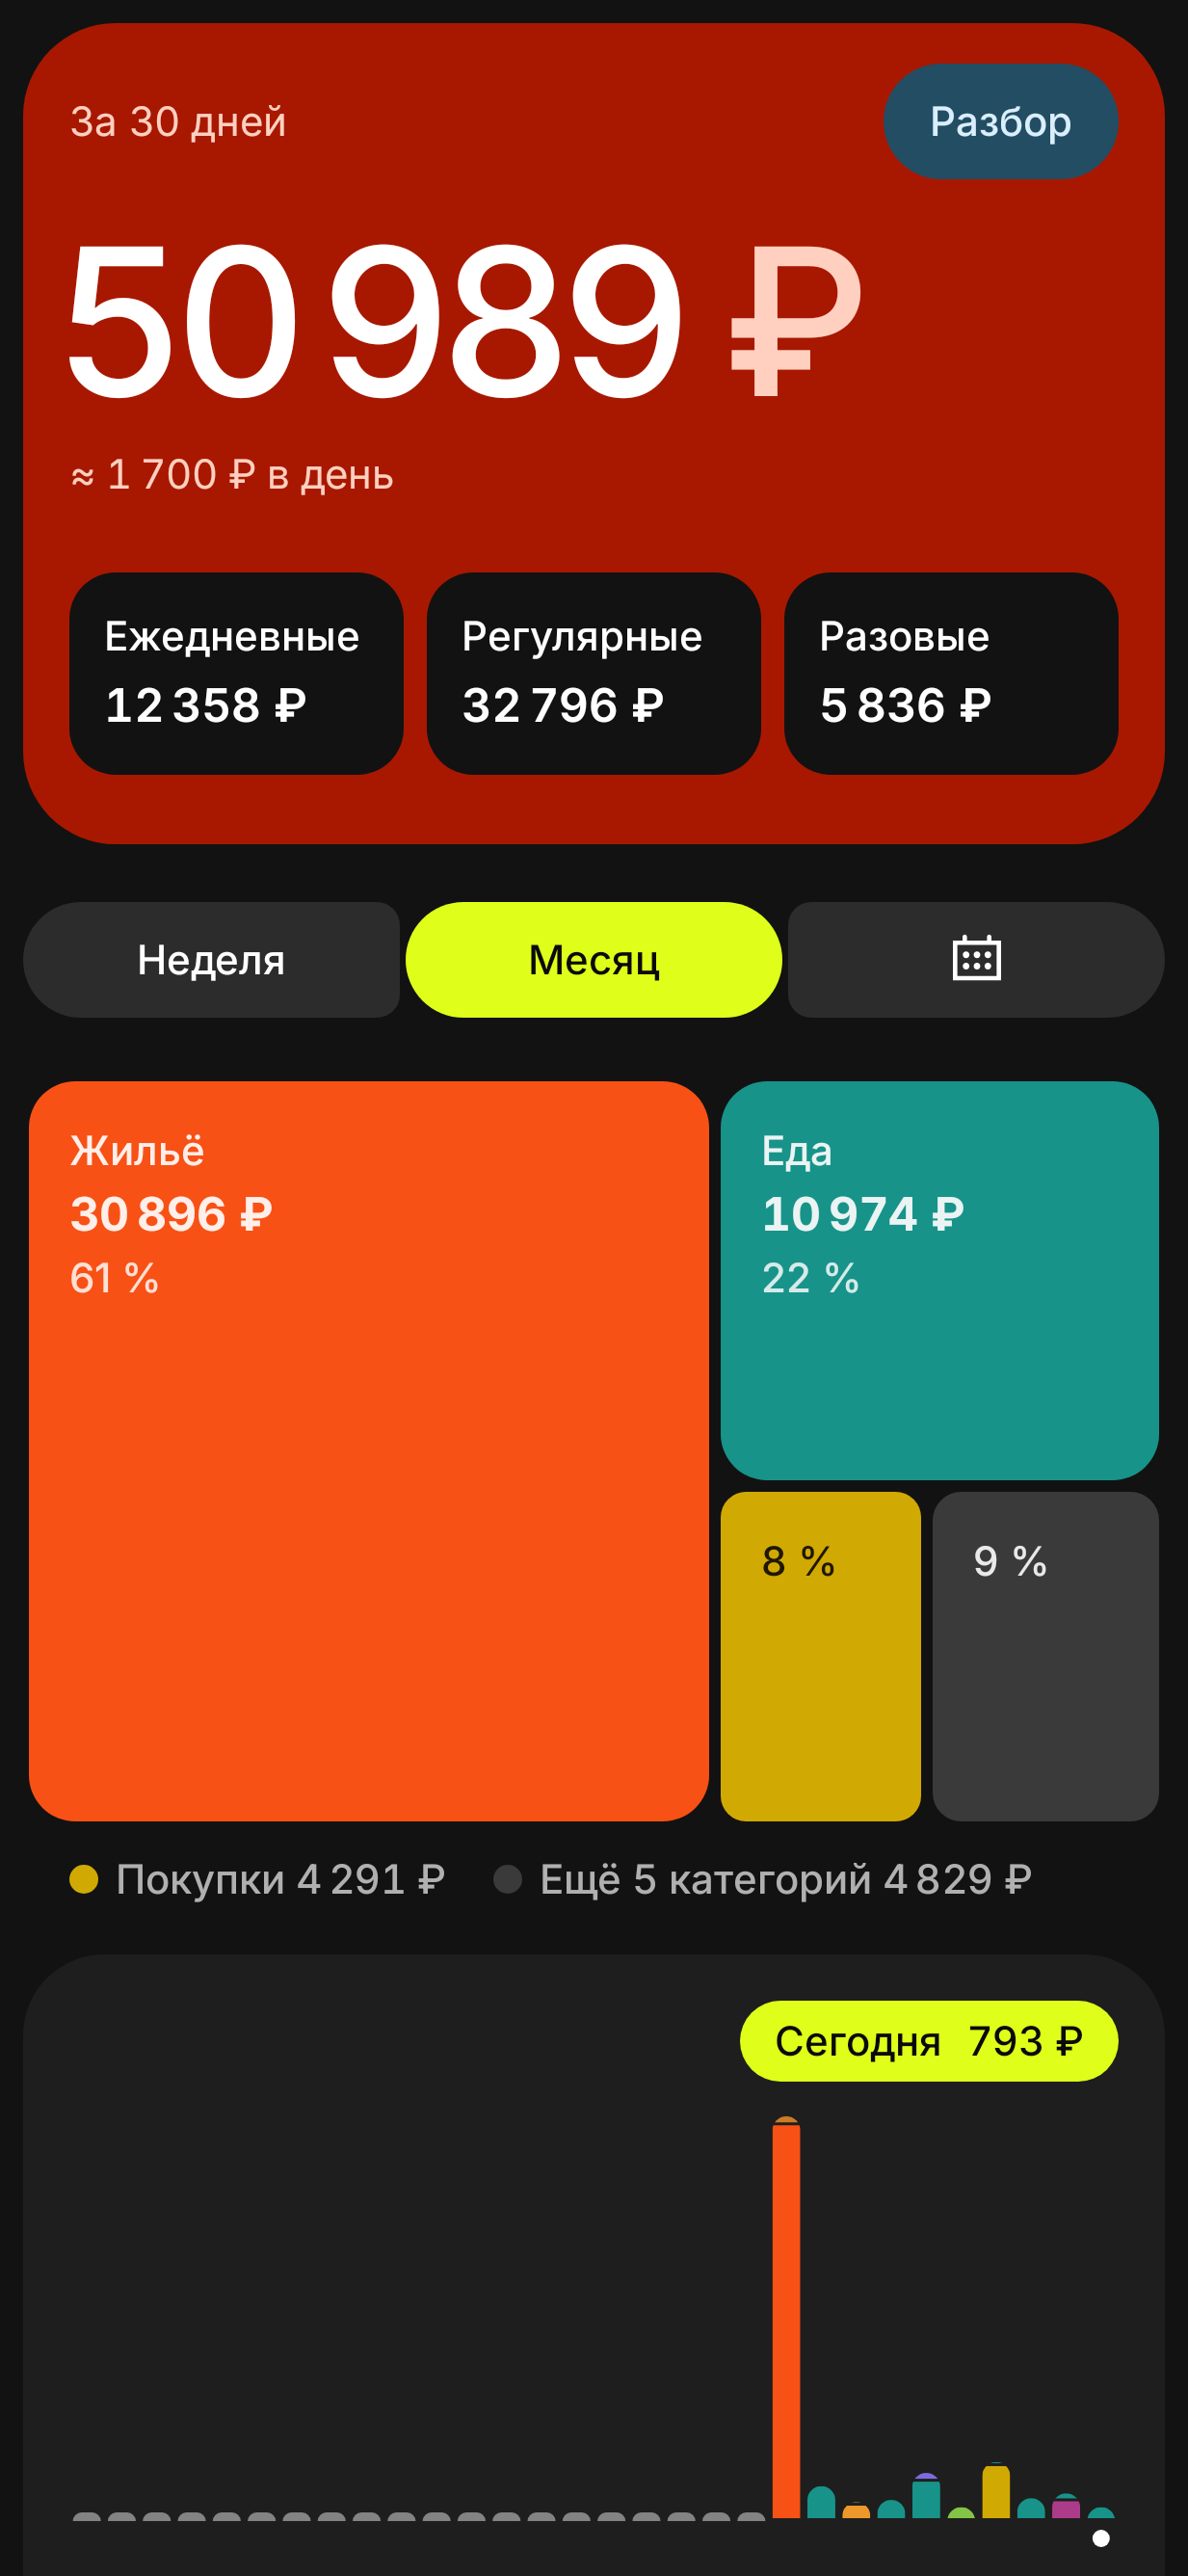 За 30 дней
Разбор
50 989 ₽
≈ 1 700 ₽ в день
Ежедневные
12 358 ₽
Регулярные
32 796 ₽
Разовые
5 836 ₽
Неделя
Месяц
Жильё
30 896 ₽
61 %
Еда
10 974 ₽
22 %
8 %
9 %
Покупки 4 291 ₽
Ещё 5 категорий 4 829 ₽
Сегодня 793 ₽